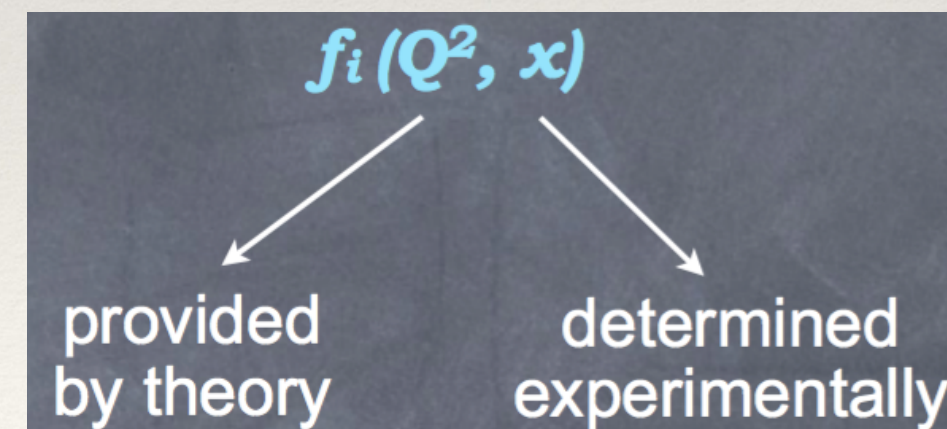 fᵢ (Q², x)
provided
by theory
determined
experimentally